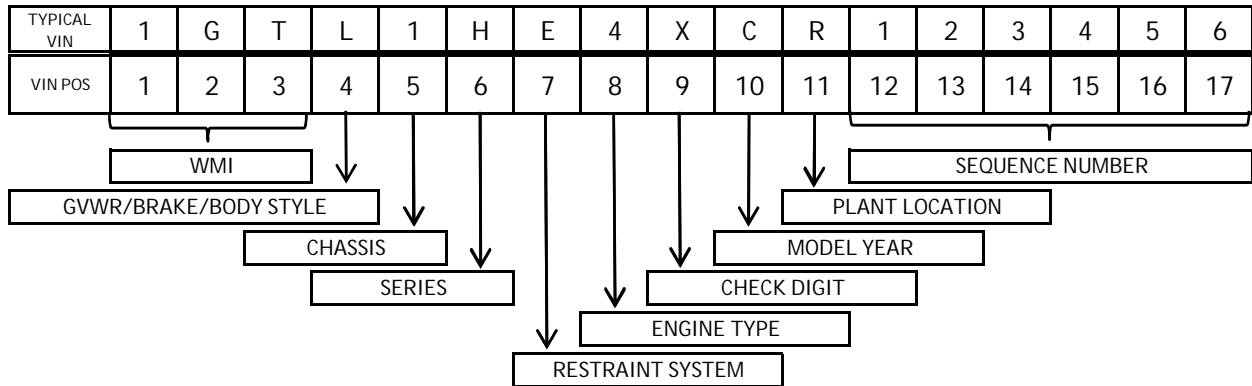 TYPICAL VIN 1 G T L 1 H E 4 X C R 1 2 3 4 5 6
VIN POS 1 2 3 4 5 6 7 8 9 10 11 12 13 14 15 16 17
WMI SEQUENCE NUMBER
GVWR/BRAKE/BODY STYLE PLANT LOCATION
CHASSIS MODEL YEAR
SERIES CHECK DIGIT
ENGINE TYPE
RESTRAINT SYSTEM